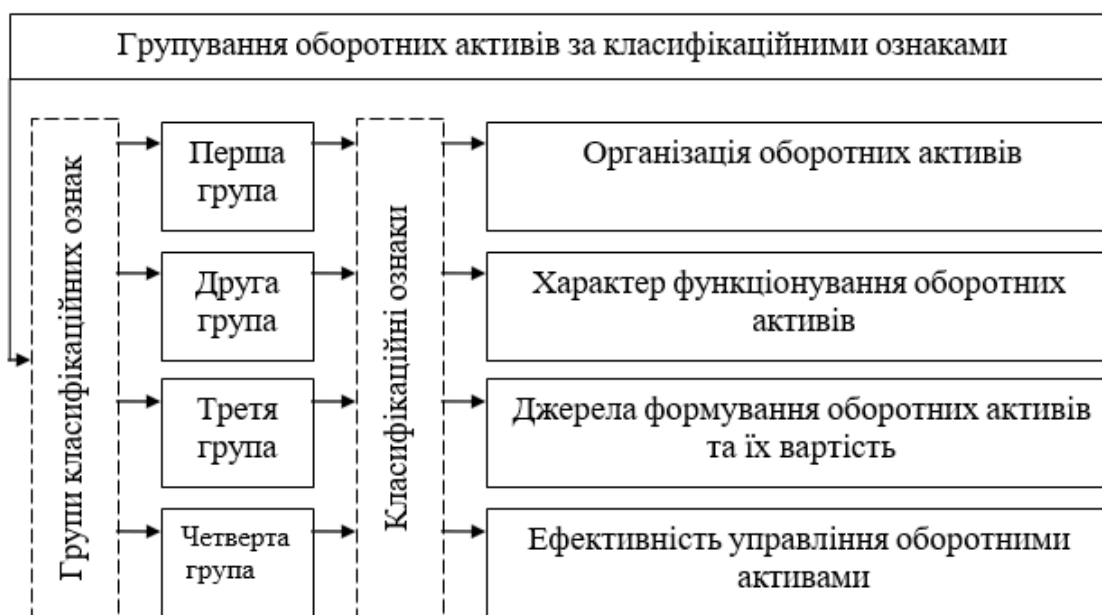 Групування оборотних активів за класифікаційними ознаками
Групи класифікаційних ознак
Перша
група
Класифікаційні ознаки
Організація оборотних активів
Друга
група
Характер функціонування оборотних
активів
Третя
група
Джерела формування оборотних активів
та їх вартість
Четверта
група
Ефективність управління оборотними
активами